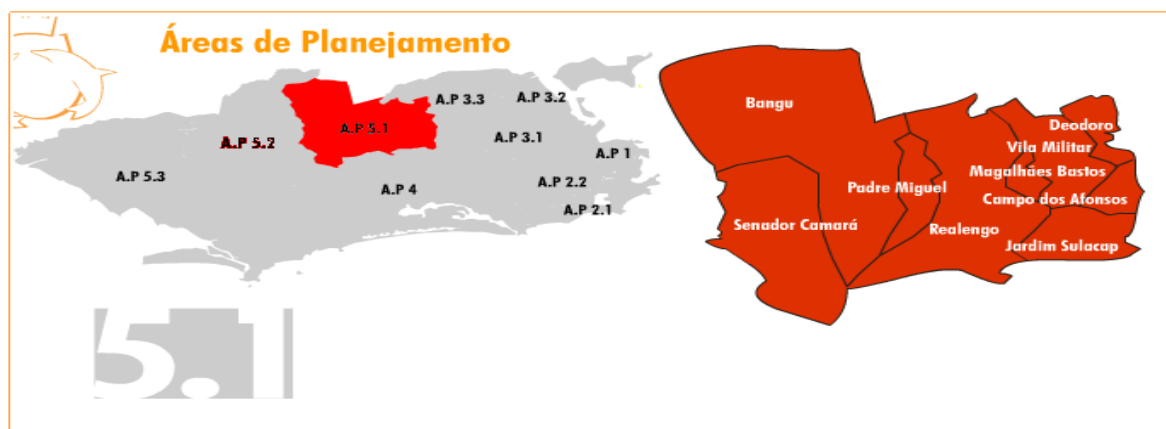 Áreas de Planejamento
A.P 3.3
A.P 3.2
A.P 5.1
A.P 3.1
A.P 5.2
A.P 1
A.P 5.3
A.P 4
A.P 2.2
A.P 2.1
5.1
Bangu
Deodoro
Vila Militar
Magalhães Bastos
Padre Miguel
Campo dos Afonsos
Senador Camará
Realengo
Jardim Sulacap